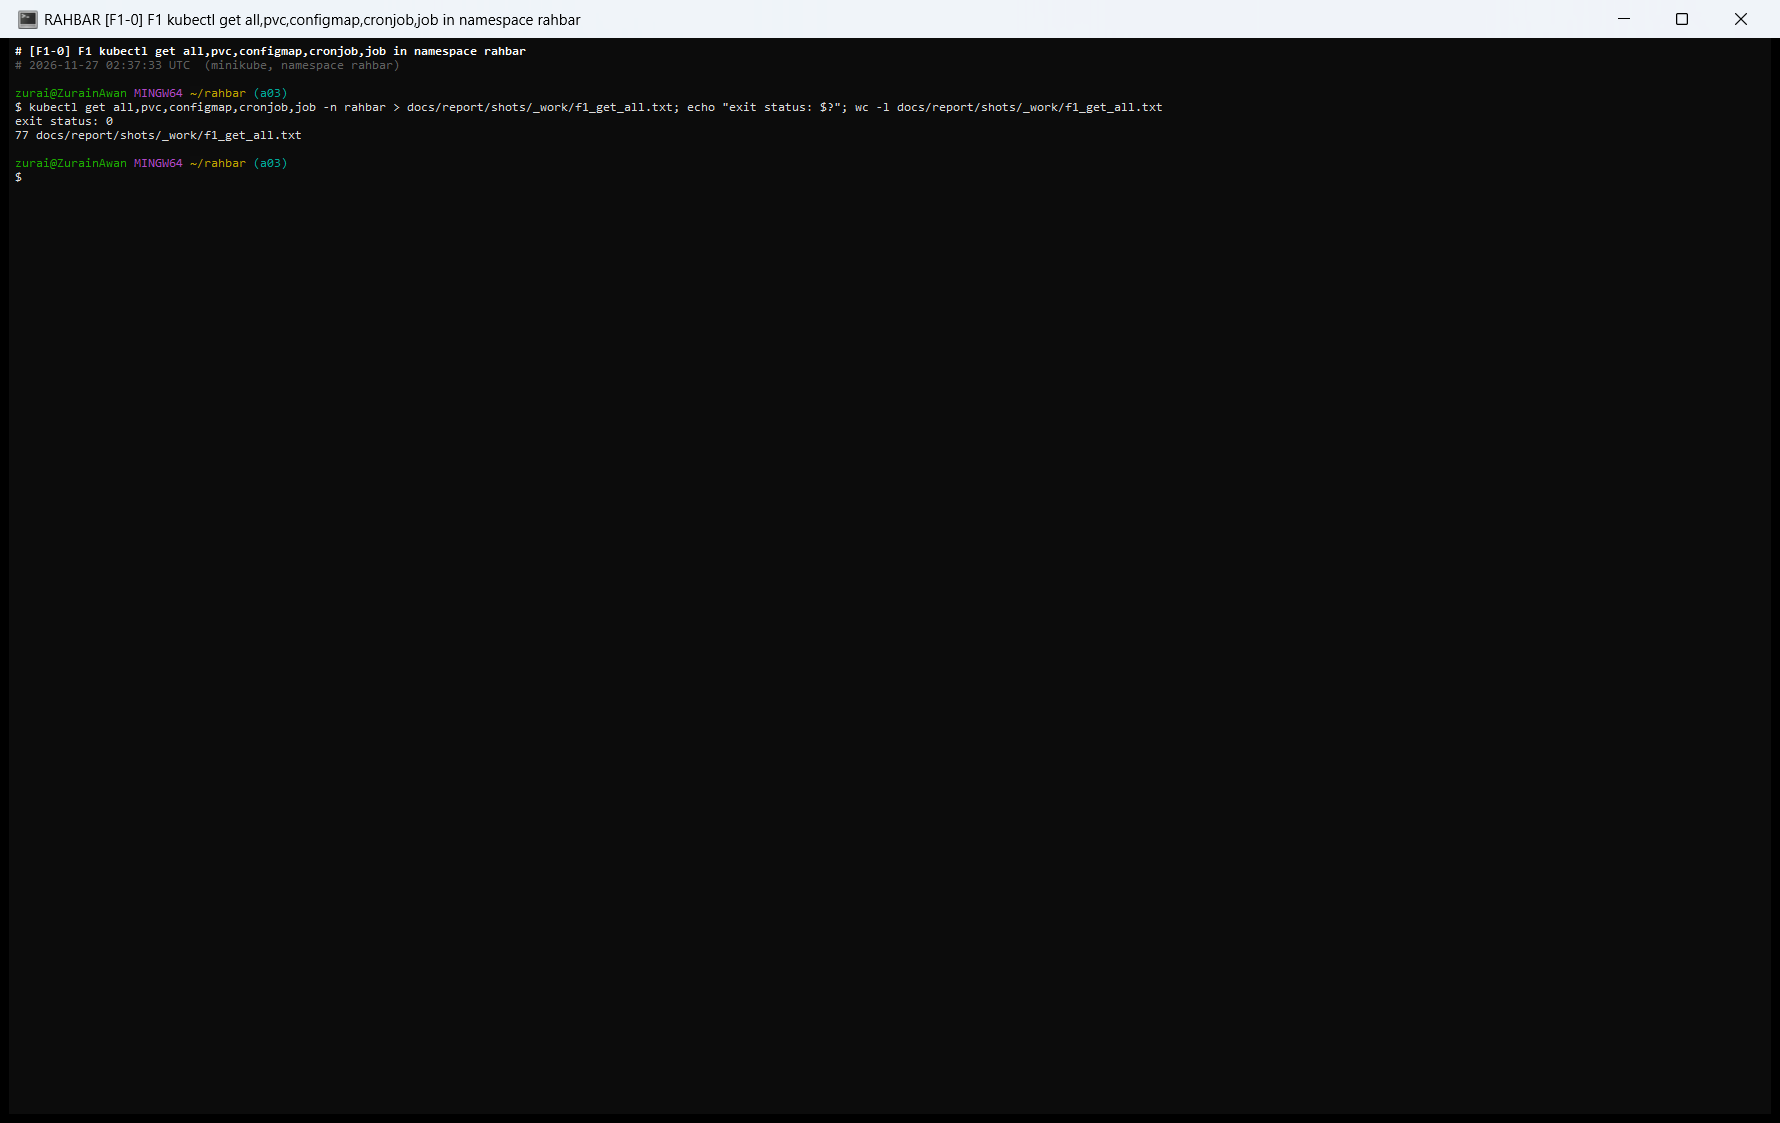 RAHBAR [F1-0] F1 kubectl get all,pvc,configmap,cronjob,job in namespace rahbar
# [F1-0] F1 kubectl get all,pvc,configmap,cronjob,job in namespace rahbar
# 2026-11-27 02:37:33 UTC  (minikube, namespace rahbar)
zurai@ZurainAwan MINGW64 ~/rahbar (a03)
$ kubectl get all,pvc,configmap,cronjob,job -n rahbar > docs/report/shots/_work/f1_get_all.txt; echo "exit status: $?"; wc -l docs/report/shots/_work/f1_get_all.txt
exit status: 0
77 docs/report/shots/_work/f1_get_all.txt
zurai@ZurainAwan MINGW64 ~/rahbar (a03)
$